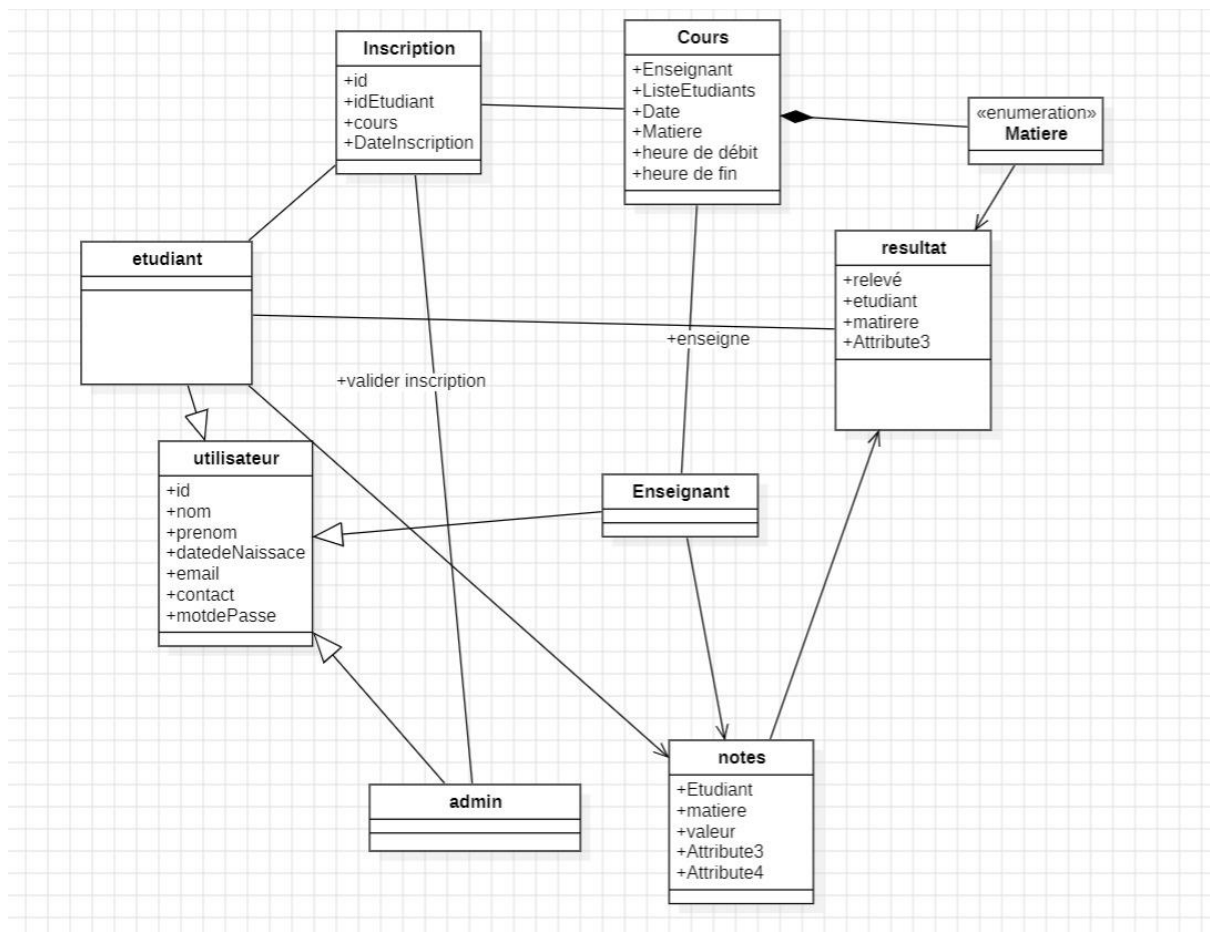 Inscription
+id
+idEtudiant
+cours
+DateInscription
Cours
+Enseignant
+ListeEtudiants
+Date
+Matiere
+heure de débit
+heure de fin
«enumeration»
Matiere
etudiant
resultat
+relevé
+etudiant
+matirere
+Attribute3
+enseigne
+valider inscription
utilisateur
+id
+nom
+prenom
+datedeNaissace
+email
+contact
+motdePasse
Enseignant
admin
notes
+Etudiant
+matiere
+valeur
+Attribute3
+Attribute4